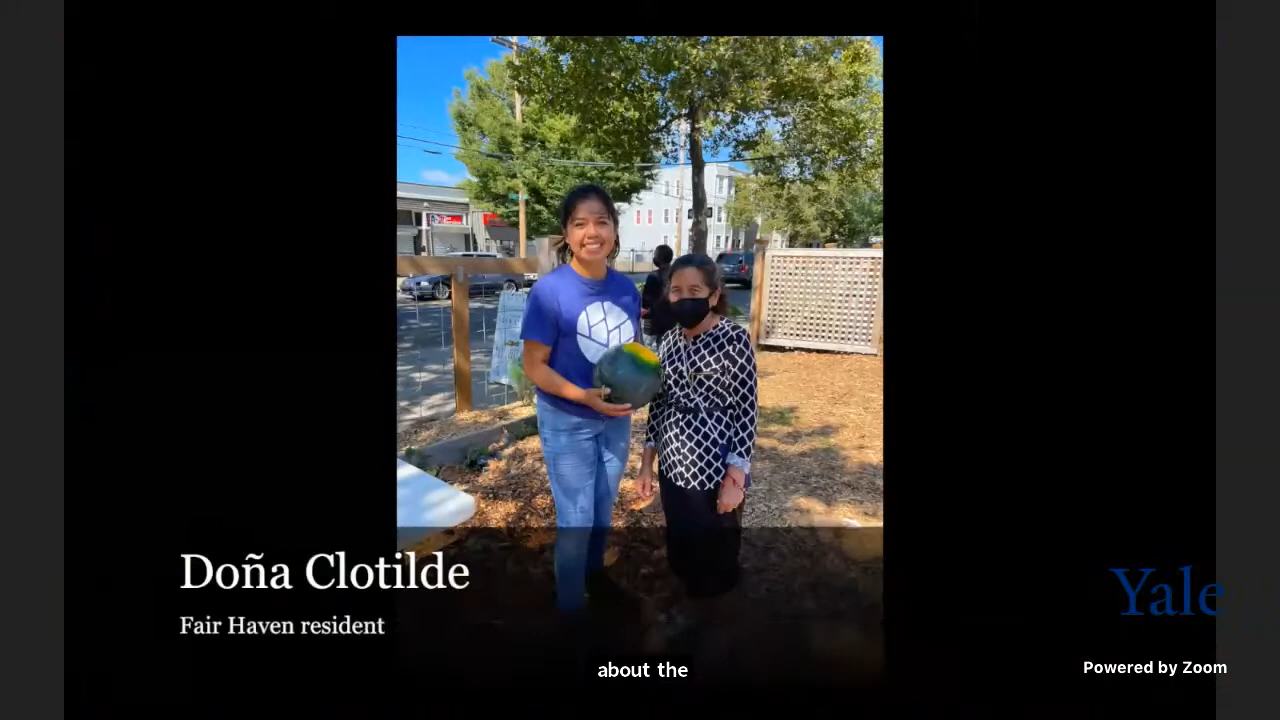 Doña Clotilde
Fair Haven resident
Yale
about the
Powered by Zoom